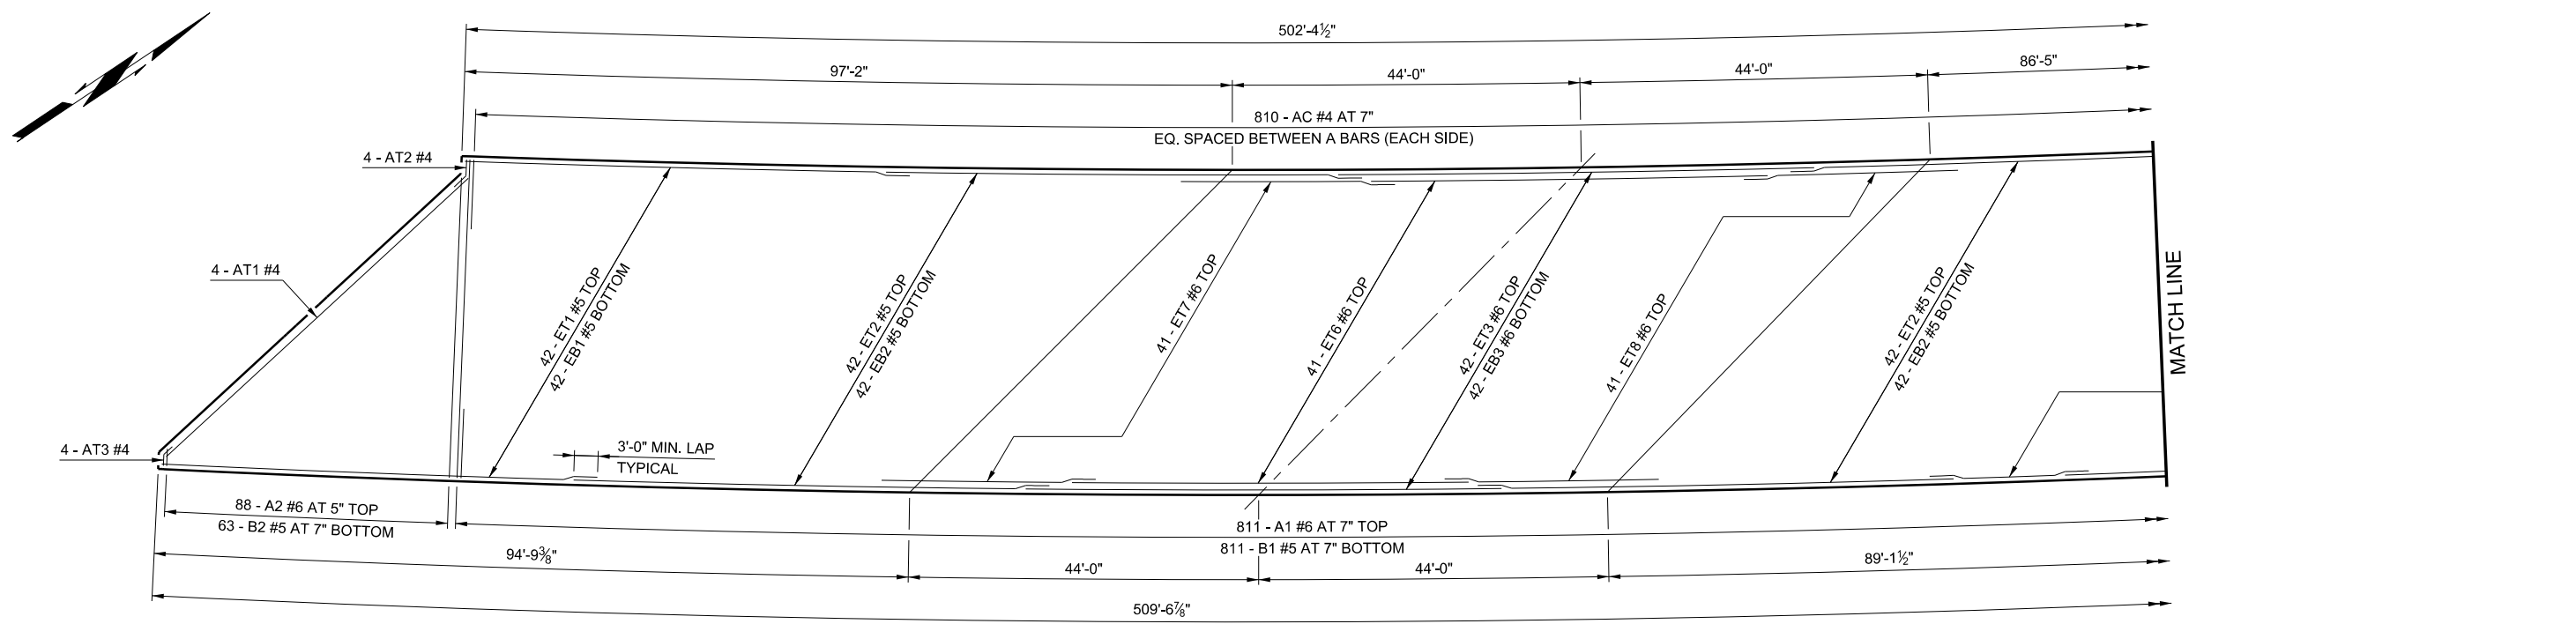 502'-4½"
97'-2"
44'-0"
44'-0"
86'-5"
810 - AC #4 AT 7"
EQ. SPACED BETWEEN A BARS (EACH SIDE)
4 - AT2 #4
4 - AT1 #4
4 - AT3 #4
42 - ET1 #5 TOP
42 - EB1 #5 BOTTOM
42 - ET2 #5 TOP
42 - EB2 #5 BOTTOM
41 - ET7 #6 TOP
41 - ET6 #6 TOP
42 - ET3 #6 TOP
42 - EB3 #6 BOTTOM
41 - ET8 #6 TOP
42 - ET2 #5 TOP
42 - EB2 #5 BOTTOM
MATCH LINE
3'-0" MIN. LAP
TYPICAL
88 - A2 #6 AT 5" TOP
63 - B2 #5 AT 7" BOTTOM
811 - A1 #6 AT 7" TOP
811 - B1 #5 AT 7" BOTTOM
94'-9⅜"
44'-0"
44'-0"
89'-1½"
509'-6⅞"